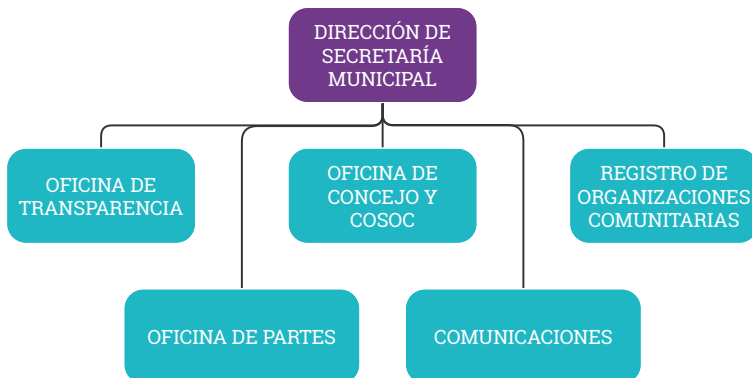 DIRECCIÓN DE
SECRETARÍA
MUNICIPAL
OFICINA DE
TRANSPARENCIA
OFICINA DE
CONCEJO Y
COSOC
REGISTRO DE
ORGANIZACIONES
COMUNITARIAS
OFICINA DE PARTES
COMUNICACIONES